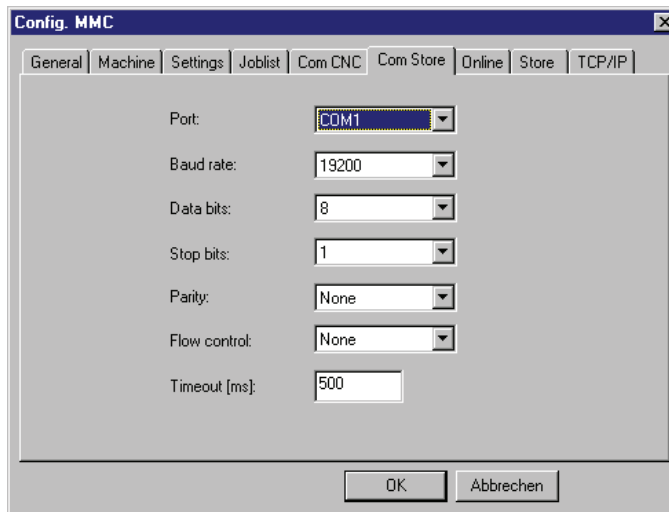 Config. MMC
General Machine Settings Joblist Com CNC Com Store Online Store TCP/IP
Port: COM1
Baud rate: 19200
Data bits: 8
Stop bits: 1
Parity: None
Flow control: None
Timeout [ms]: 500
OK Abbrechen